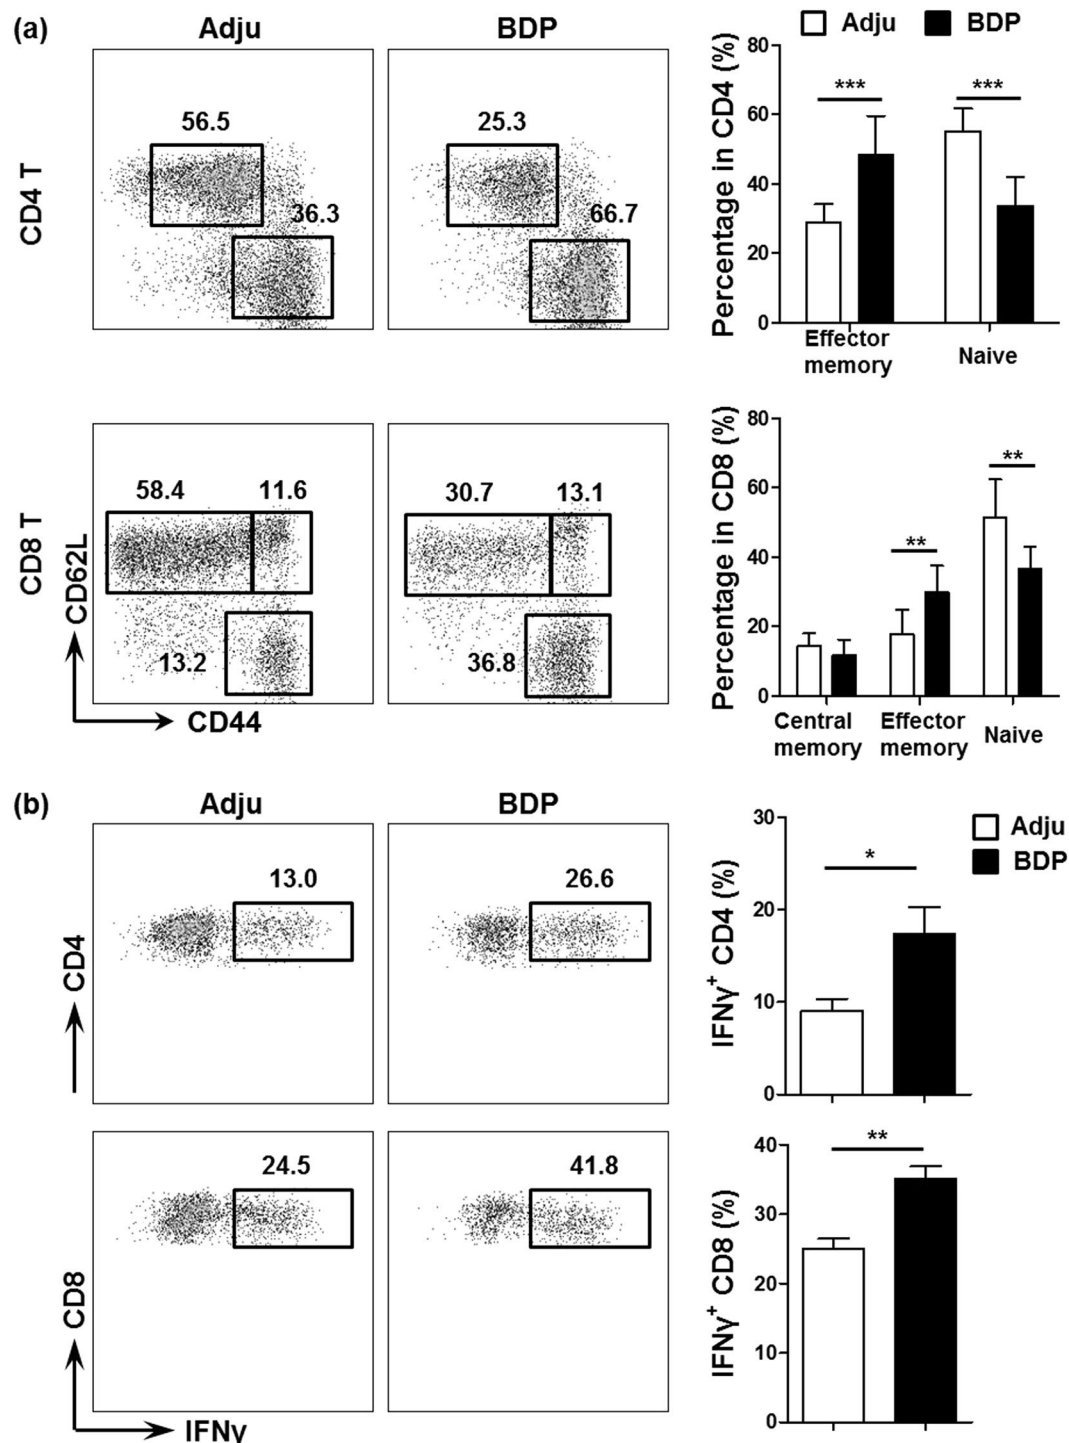 (a)
Adju
BDP
CD4 T
56.5
36.3
25.3
66.7
Adju
BDP
Percentage in CD4 (%)
80
60
40
20
0
***
***
Effector
memory
Naive
CD8 T
CD62L
CD44
58.4
11.6
13.2
30.7
13.1
36.8
Percentage in CD8 (%)
80
60
40
20
0
**
**
Central
memory
Effector
memory
Naive
(b)
Adju
BDP
CD4
13.0
26.6
Adju
BDP
IFNγ⁺ CD4 (%)
30
20
10
0
*
CD8
IFNγ
24.5
41.8
IFNγ⁺ CD8 (%)
40
30
20
10
0
**